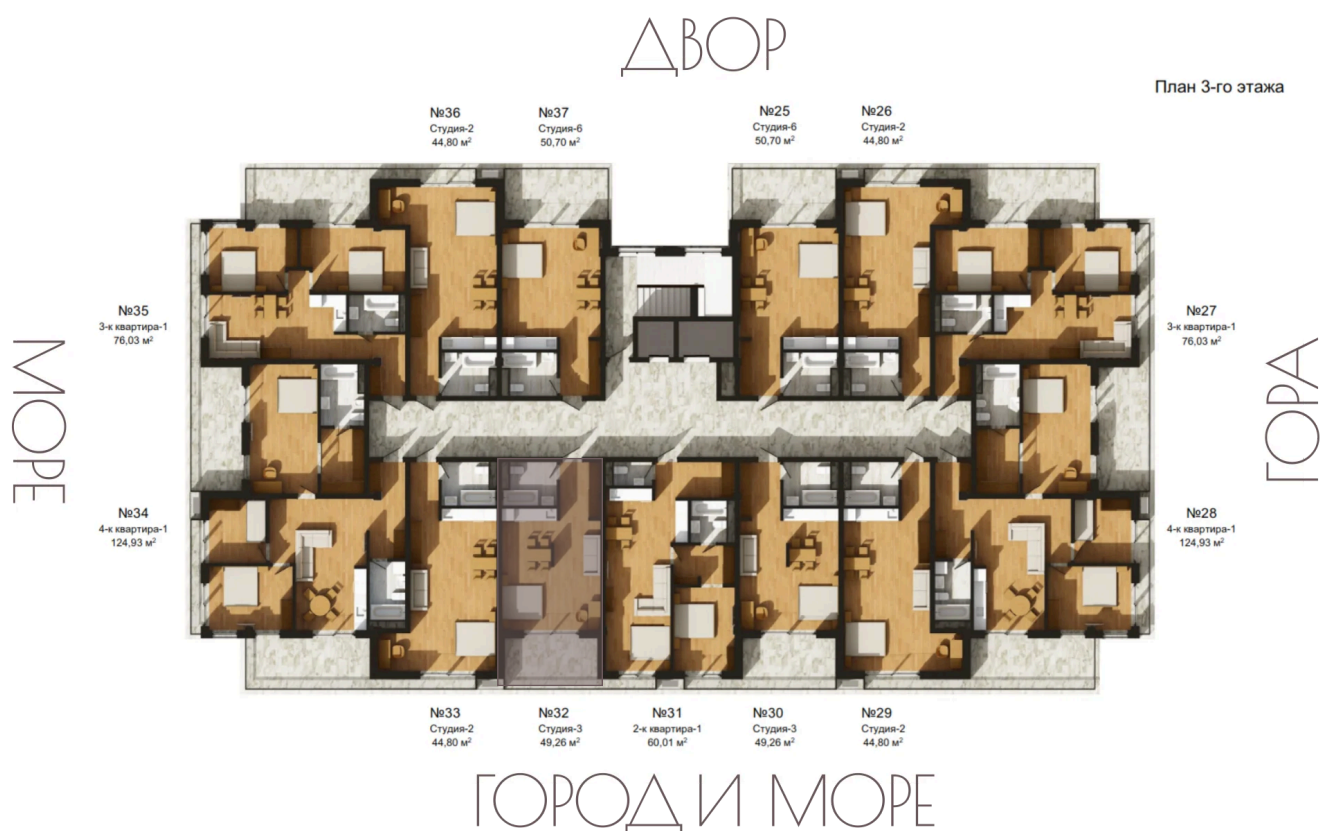 ДВОР
План 3-го этажа
№36
Студия-2
44,80 м²
№37
Студия-6
50,70 м²
№25
Студия-6
50,70 м²
№26
Студия-2
44,80 м²
№35
3-к квартира-1
76,03 м²
№27
3-к квартира-1
76,03 м²
МОРЕ
ГОРА
№34
4-к квартира-1
124,93 м²
№28
4-к квартира-1
124,93 м²
№33
Студия-2
44,80 м²
№32
Студия-3
49,26 м²
№31
2-к квартира-1
60,01 м²
№30
Студия-3
49,26 м²
№29
Студия-2
44,80 м²
ГОРОД И МОРЕ